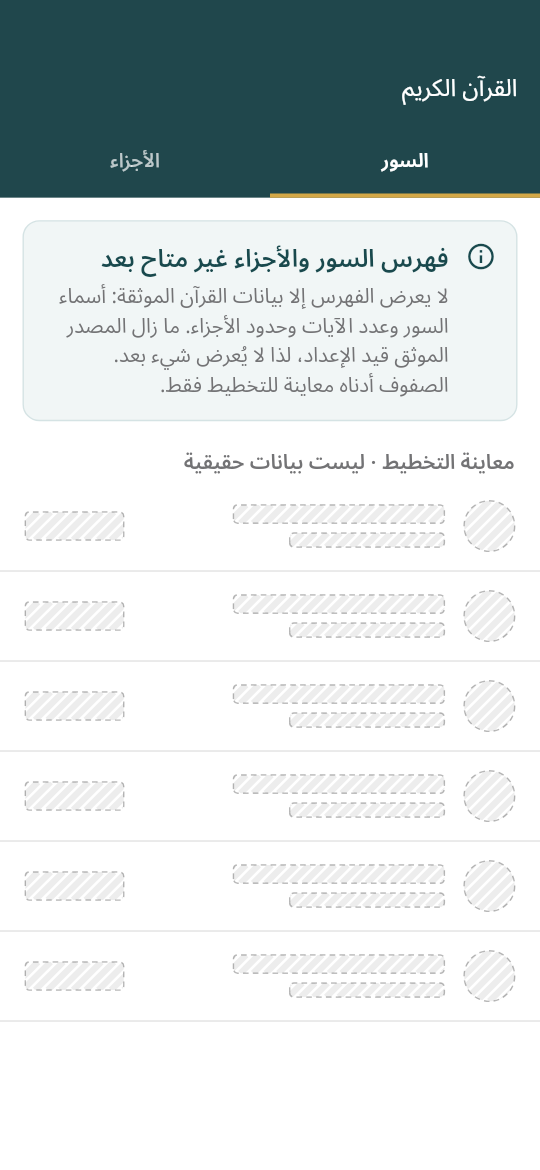 القرآن الكريم
السور
الأجزاء
فهرس السور والأجزاء غير متاح بعد
لا يعرض الفهرس إلا بيانات القرآن الموثقة: أسماء
السور وعدد الآيات وحدود الأجزاء. ما زال المصدر
الموثق قيد الإعداد، لذا لا يُعرض شيء بعد.
الصفوف أدناه معاينة للتخطيط فقط.
معاينة التخطيط · ليست بيانات حقيقية